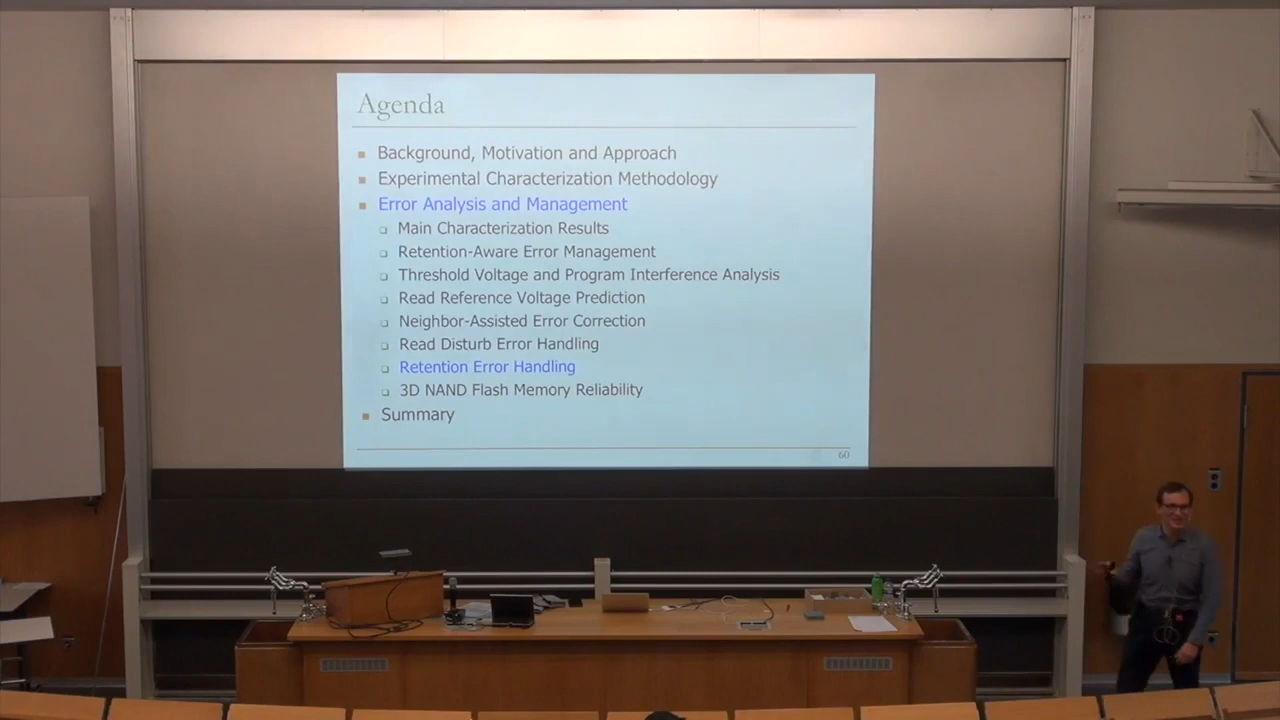 Agenda
Background, Motivation and Approach
Experimental Characterization Methodology
Error Analysis and Management
Main Characterization Results
Retention-Aware Error Management
Threshold Voltage and Program Interference Analysis
Read Reference Voltage Prediction
Neighbor-Assisted Error Correction
Read Disturb Error Handling
Retention Error Handling
3D NAND Flash Memory Reliability
Summary
60